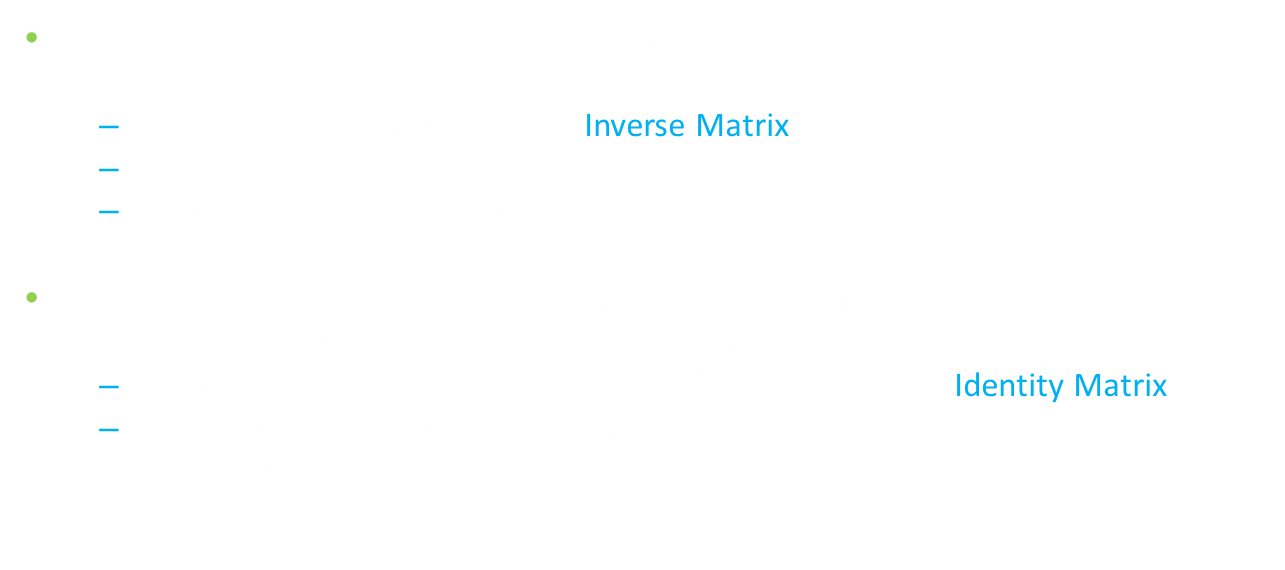 •
– Inverse Matrix
–
–
•
– Identity Matrix
–